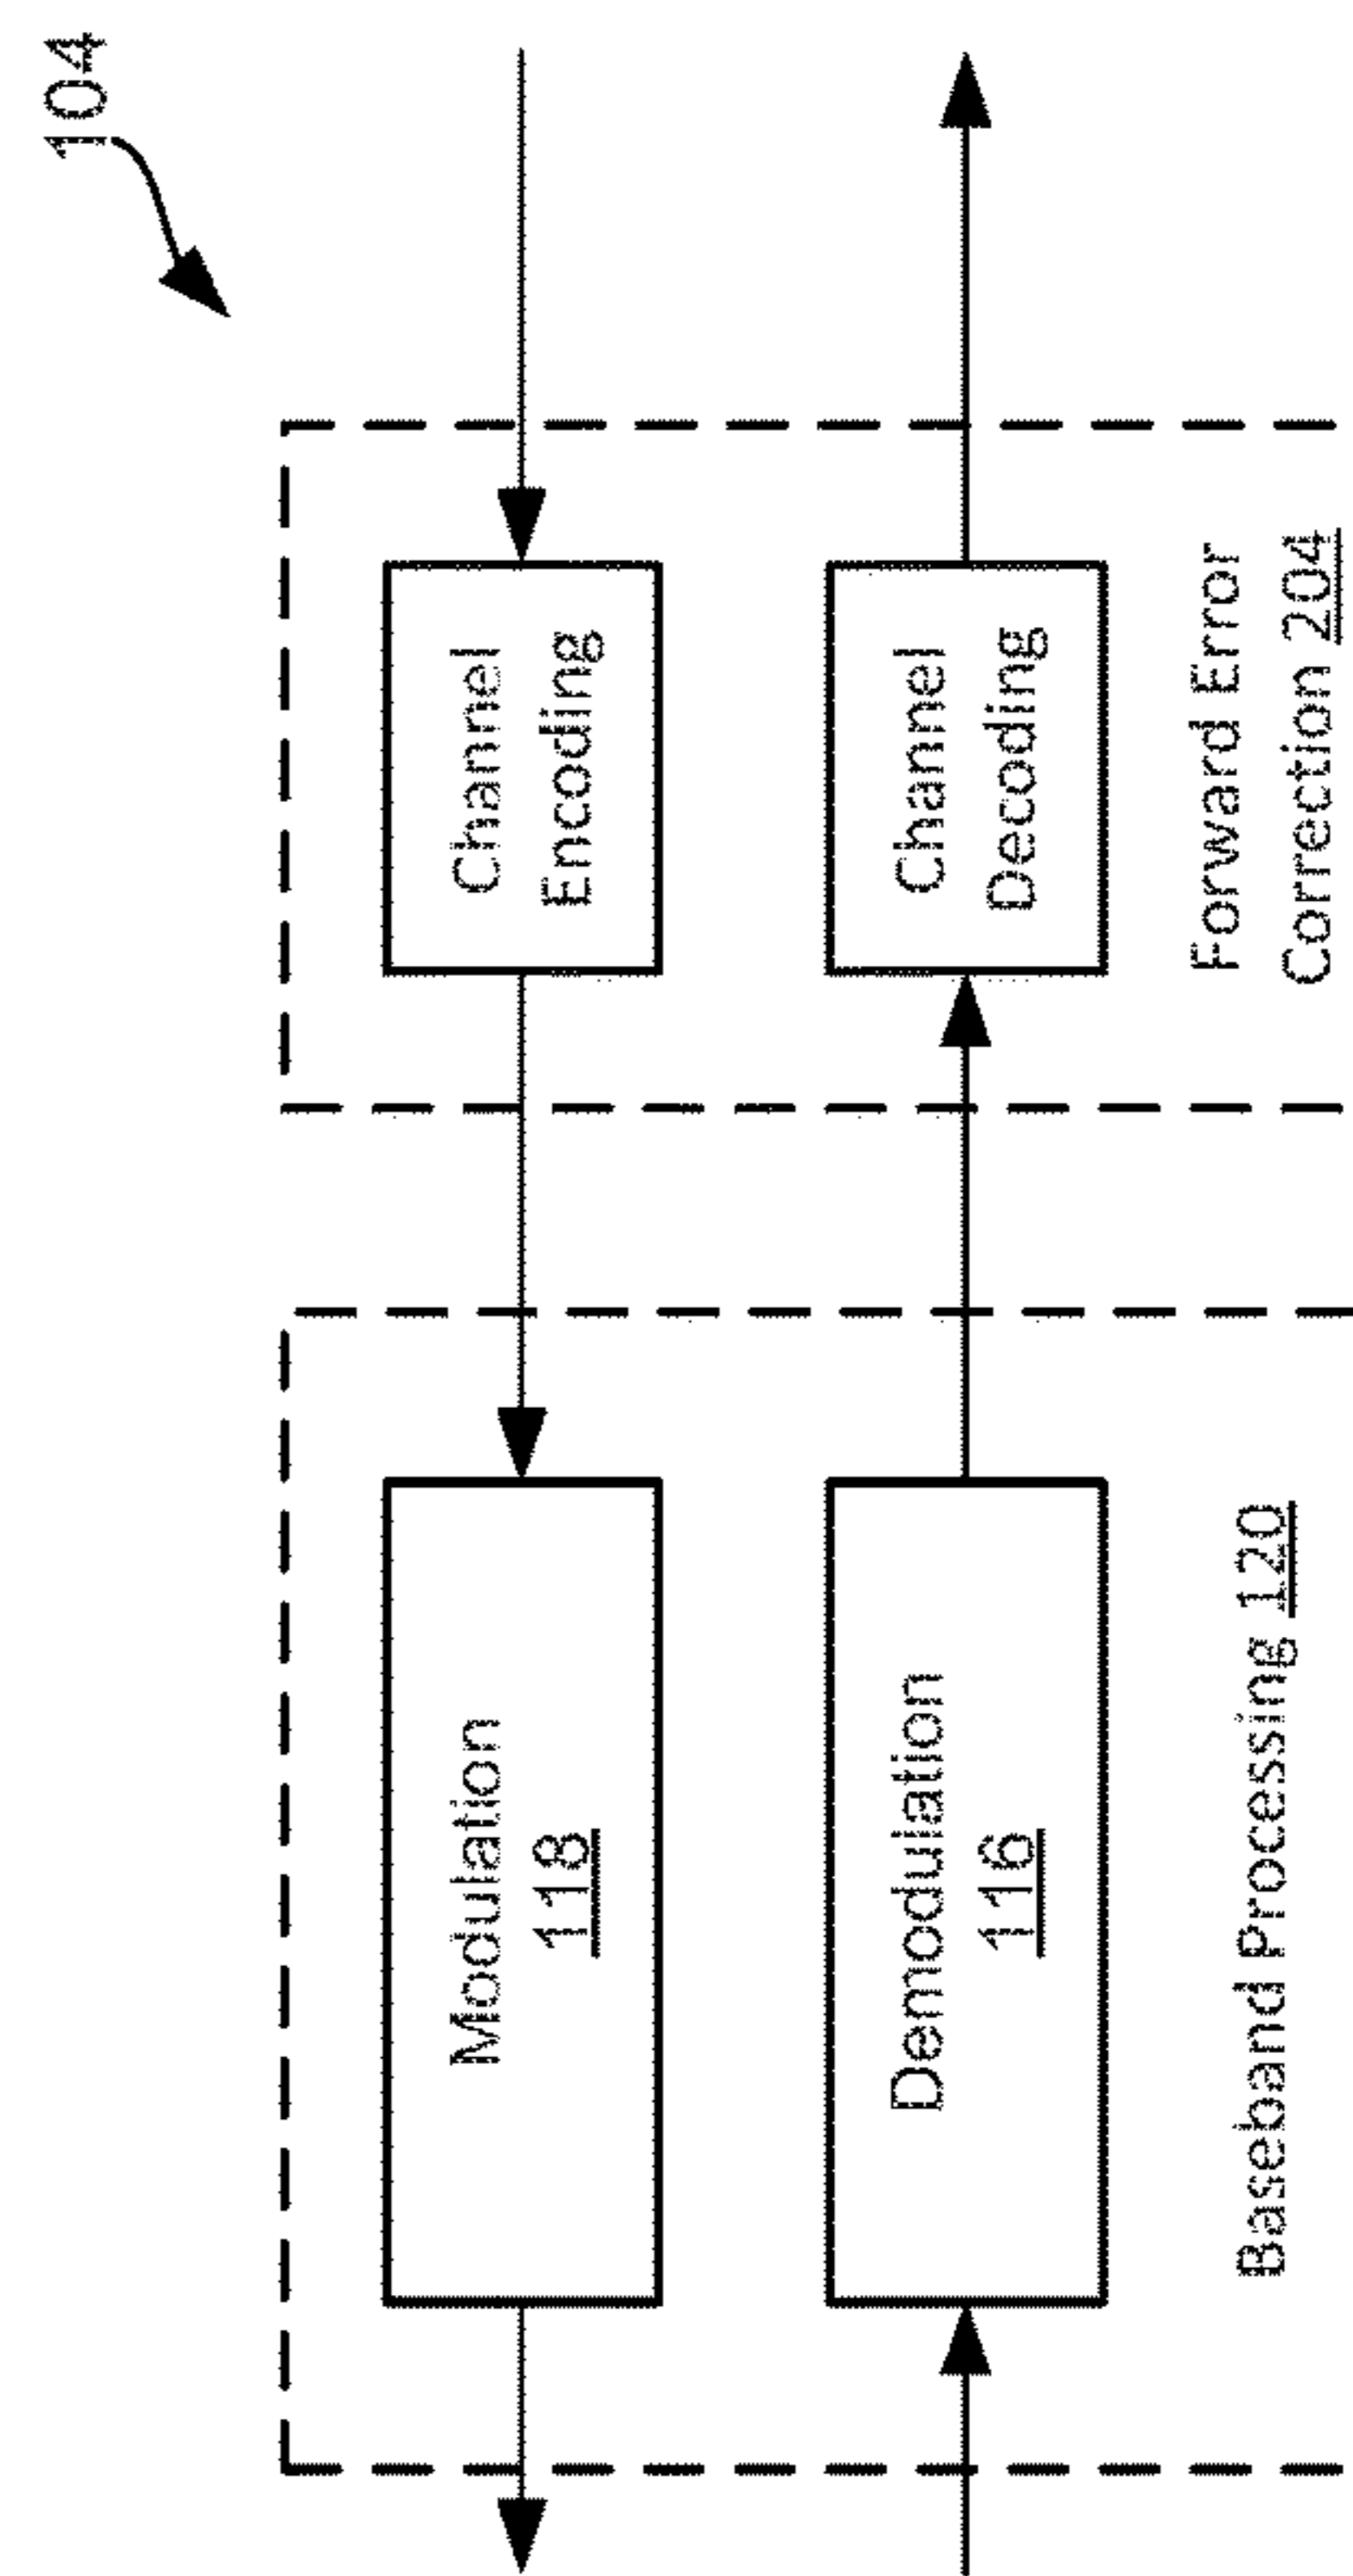 104
Modulation
118
Channel
Encoding
Demodulation
116
Channel
Decoding
Baseband Processing 120
Forward Error
Correction 204